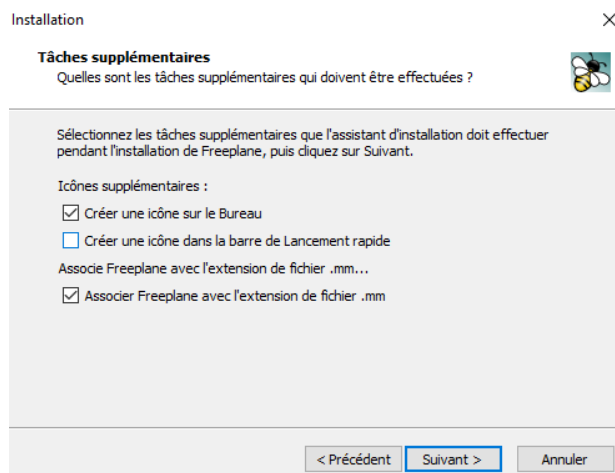 Installation
Tâches supplémentaires
Quelles sont les tâches supplémentaires qui doivent être effectuées ?
Sélectionnez les tâches supplémentaires que l'assistant d'installation doit effectuer
pendant l'installation de Freeplane, puis cliquez sur Suivant.
Icônes supplémentaires :
Créer une icône sur le Bureau
Créer une icône dans la barre de Lancement rapide
Associe Freeplane avec l'extension de fichier .mm...
Associer Freeplane avec l'extension de fichier .mm
< Précédent
Suivant >
Annuler